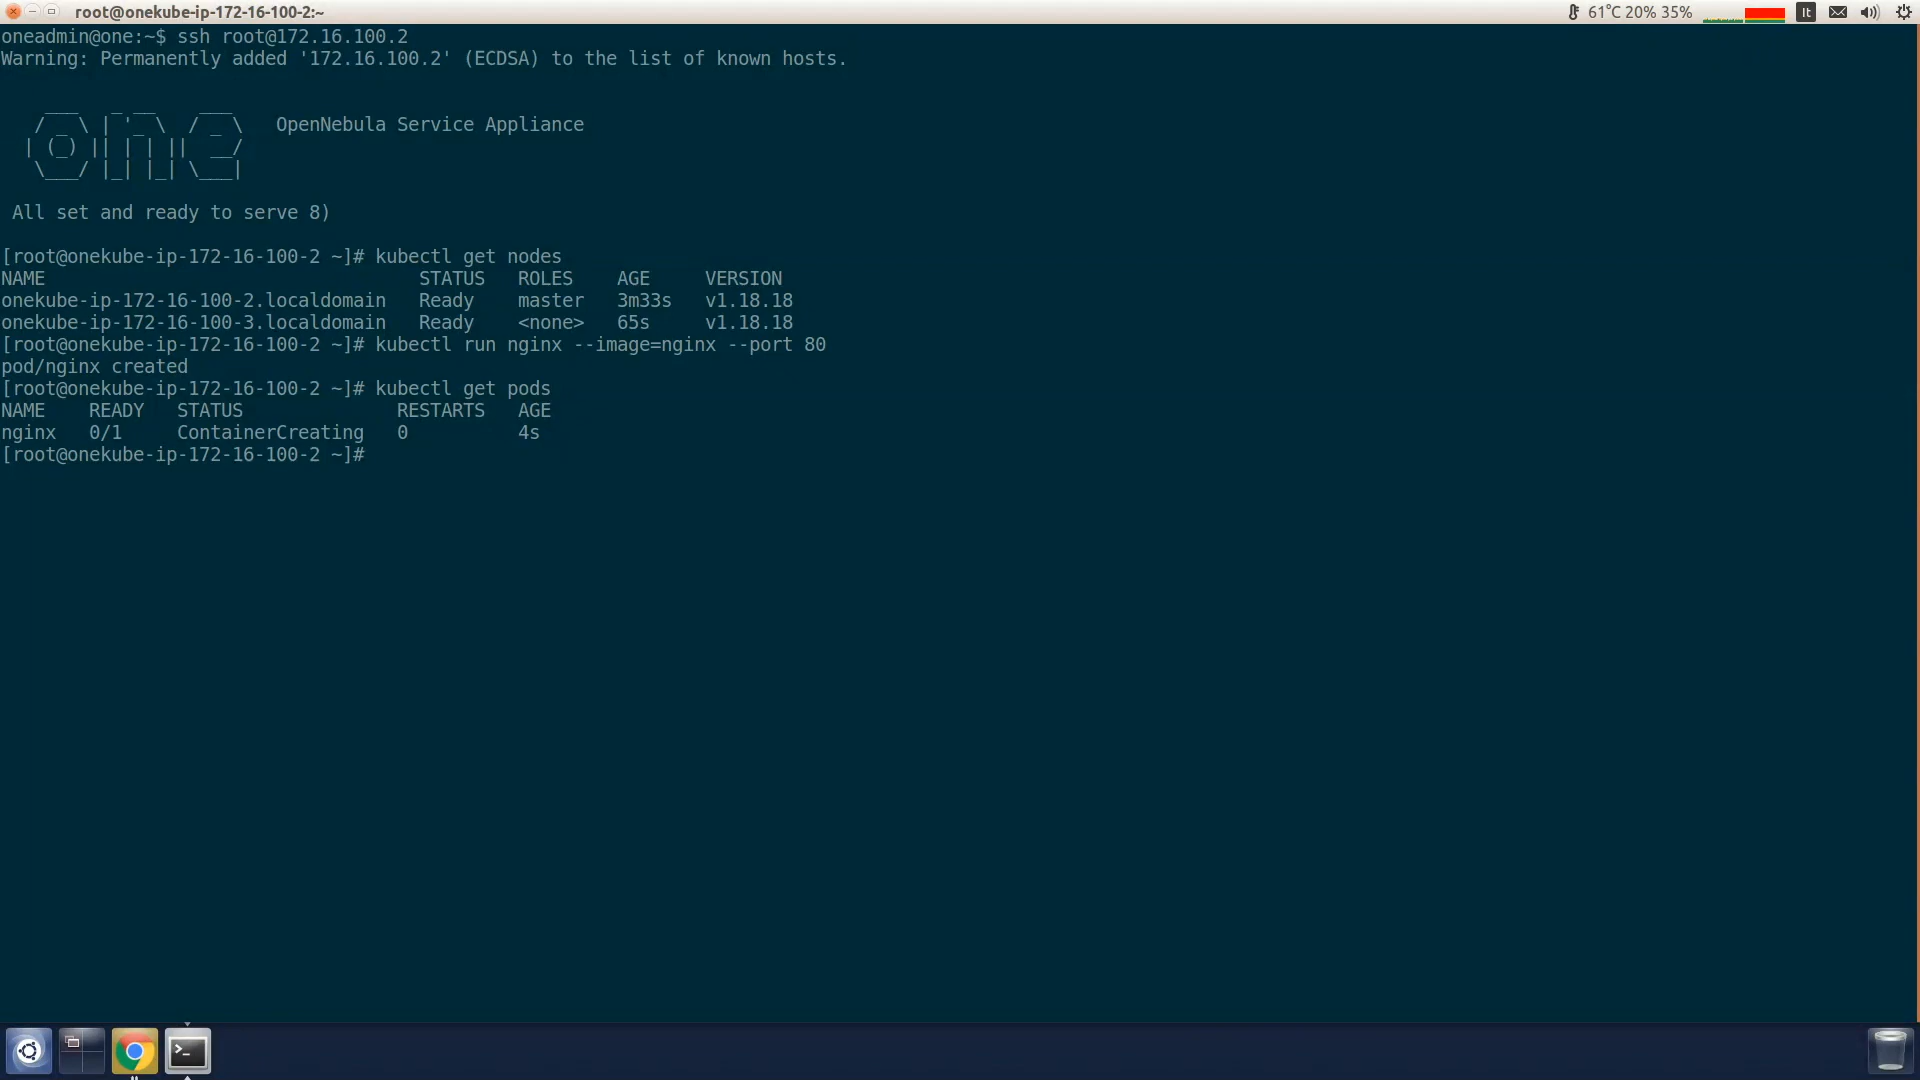 root@onekube-ip-172-16-100-2:~
61°C 20% 35%
It
oneadmin@one:~$ ssh root@172.16.100.2
Warning: Permanently added '172.16.100.2' (ECDSA) to the list of known hosts.
   ___   _ __    ___
  / _ \ | '_ \  / _ \   OpenNebula Service Appliance
 | (_) || | | ||  __/
  \___/ |_| |_| \___|
 All set and ready to serve 8)
[root@onekube-ip-172-16-100-2 ~]# kubectl get nodes
NAME                                  STATUS   ROLES    AGE     VERSION
onekube-ip-172-16-100-2.localdomain   Ready    master   3m33s   v1.18.18
onekube-ip-172-16-100-3.localdomain   Ready    <none>   65s     v1.18.18
[root@onekube-ip-172-16-100-2 ~]# kubectl run nginx --image=nginx --port 80
pod/nginx created
[root@onekube-ip-172-16-100-2 ~]# kubectl get pods
NAME    READY   STATUS              RESTARTS   AGE
nginx   0/1     ContainerCreating   0          4s
[root@onekube-ip-172-16-100-2 ~]#